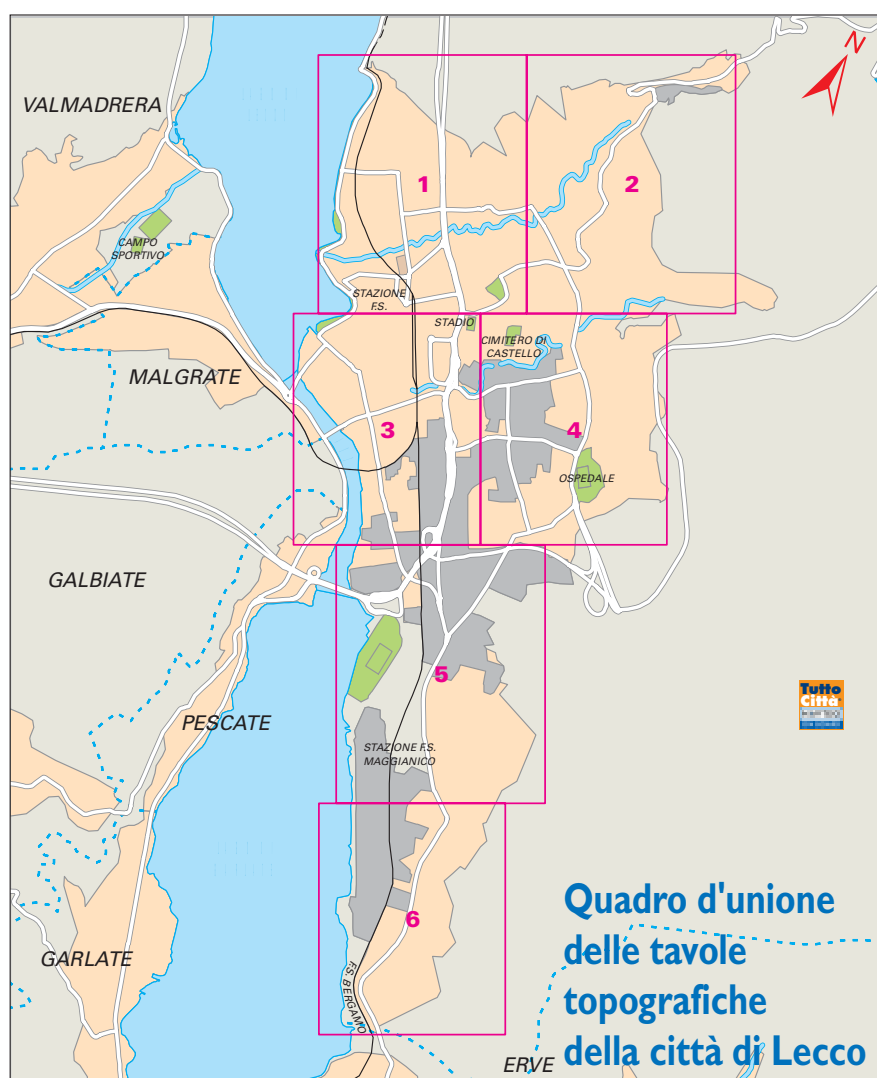 N
VALMADRERA
1
2
CAMPO
SPORTIVO
STAZIONE
F.S.
STADIO
CIMITERO DI
CASTELLO
MALGRATE
3
4
OSPEDALE
GALBIATE
5
Tutto
Città
PESCATE
STAZIONE F.S.
MAGGIANICO
6
GARLATE
F.S. BERGAMO
ERVE
Quadro d'unione
delle tavole
topografiche
della città di Lecco